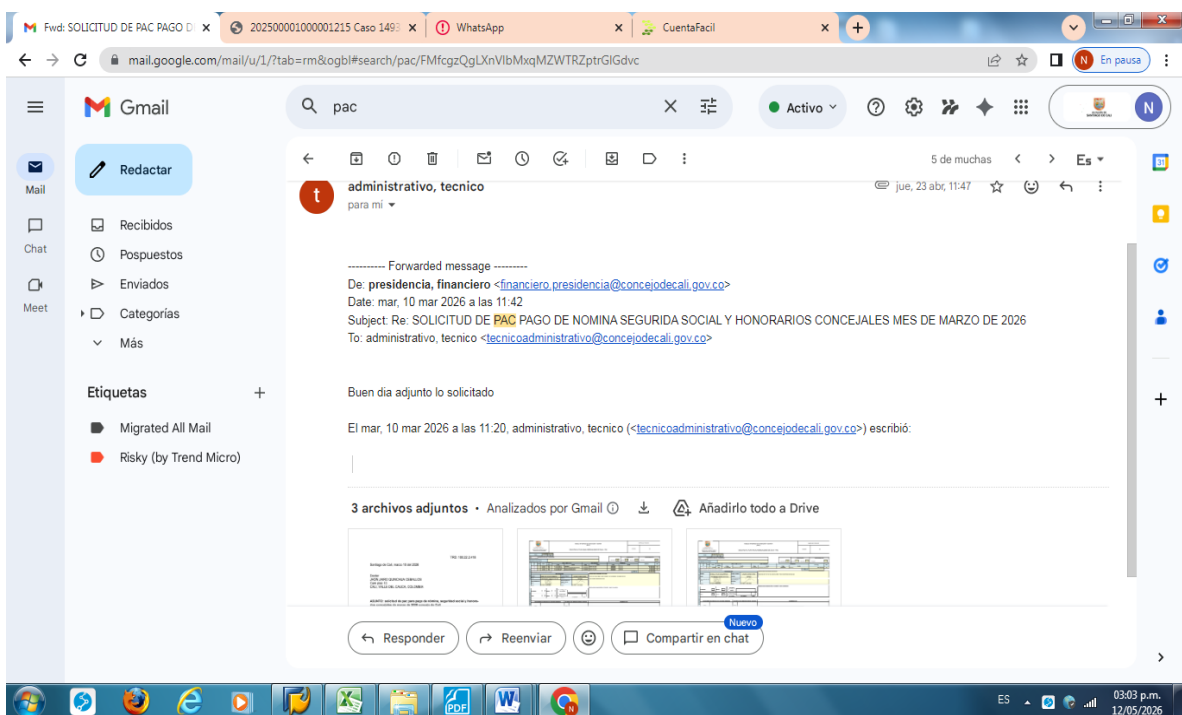 Fwd: SOLICITUD DE PAC PAGO D
202500001000001215 Caso 1493
WhatsApp
CuentaFacil
mail.google.com/mail/u/1/?tab=rm&ogbl#search/pac/FMfcgzQgLXnVlbMxqMZWTRZptrGlGdvc
N
En pausa
Gmail
pac
Activo
N
Mail
Chat
Meet
Redactar
Recibidos
Pospuestos
Enviados
Categorías
Más
Etiquetas
Migrated All Mail
Risky (by Trend Micro)
5 de muchas
Es
31
t
administrativo, tecnico
jue, 23 abr, 11:47
para mí
---------- Forwarded message ---------
De: presidencia, financiero <financiero.presidencia@concejodecali.gov.co>
Date: mar, 10 mar 2026 a las 11:42
Subject: Re: SOLICITUD DE PAC PAGO DE NOMINA SEGURIDA SOCIAL Y HONORARIOS CONCEJALES MES DE MARZO DE 2026
To: administrativo, tecnico <tecnicoadministrativo@concejodecali.gov.co>
Buen dia adjunto lo solicitado
El mar, 10 mar 2026 a las 11:20, administrativo, tecnico (<tecnicoadministrativo@concejodecali.gov.co>) escribió:
3 archivos adjuntos • Analizados por Gmail
Añadirlo todo a Drive
Nuevo
Responder
Reenviar
Compartir en chat
PDF
W
ES
03:03 p.m.
12/05/2026